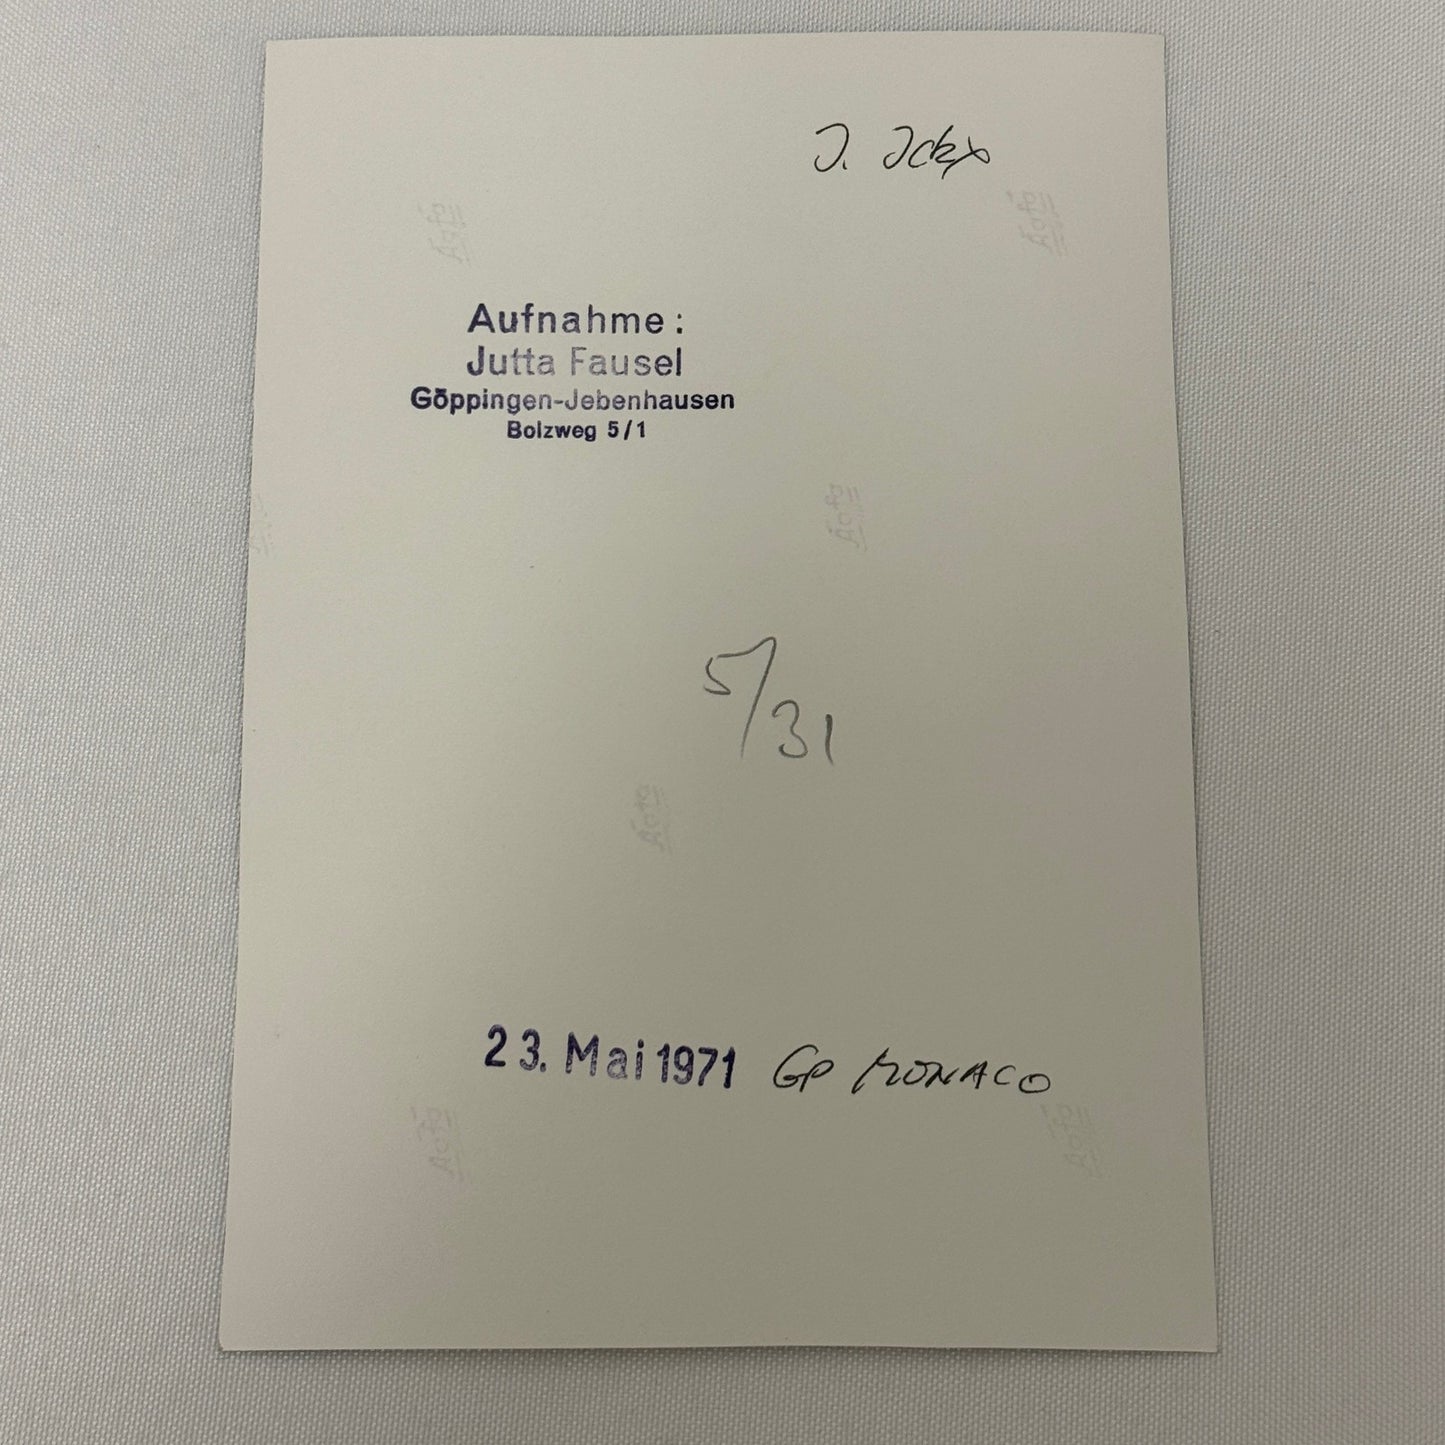 J. Ickx
Aufnahme:
Jutta Fausel
Göppingen-Jebenhausen
Bolzweg 5/1
5/31
23. Mai 1971 GP MONACO